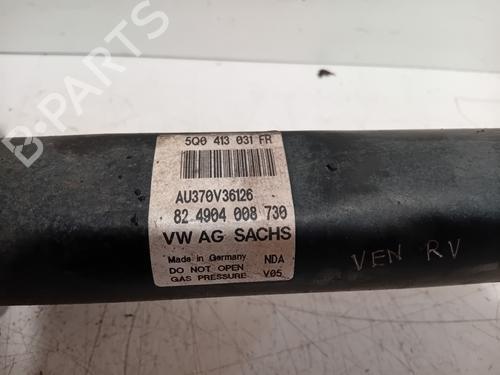 5Q0 413 031 FR
AU370V36126
82 4904 008 730
VW AG SACHS
Made in Germany NDA
DO NOT OPEN V05
GAS PRESSURE
VEN RV
B-PARTS